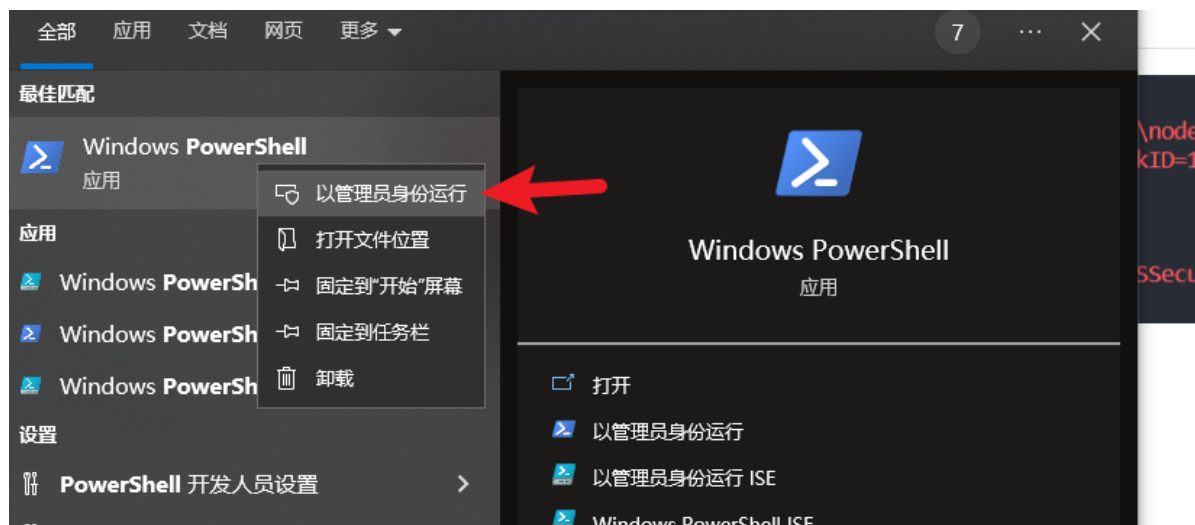 全部 应用 文档 网页 更多 7 ...
最佳匹配
Windows PowerShell
应用
以管理员身份运行
打开文件位置
固定到"开始"屏幕
固定到任务栏
卸载
应用
Windows PowerSh
Windows PowerSh
Windows PowerSh
设置
PowerShell 开发人员设置
Windows PowerShell
应用
打开
以管理员身份运行
以管理员身份运行 ISE
Windows PowerShell ISE
\node
kID=1
SSecu